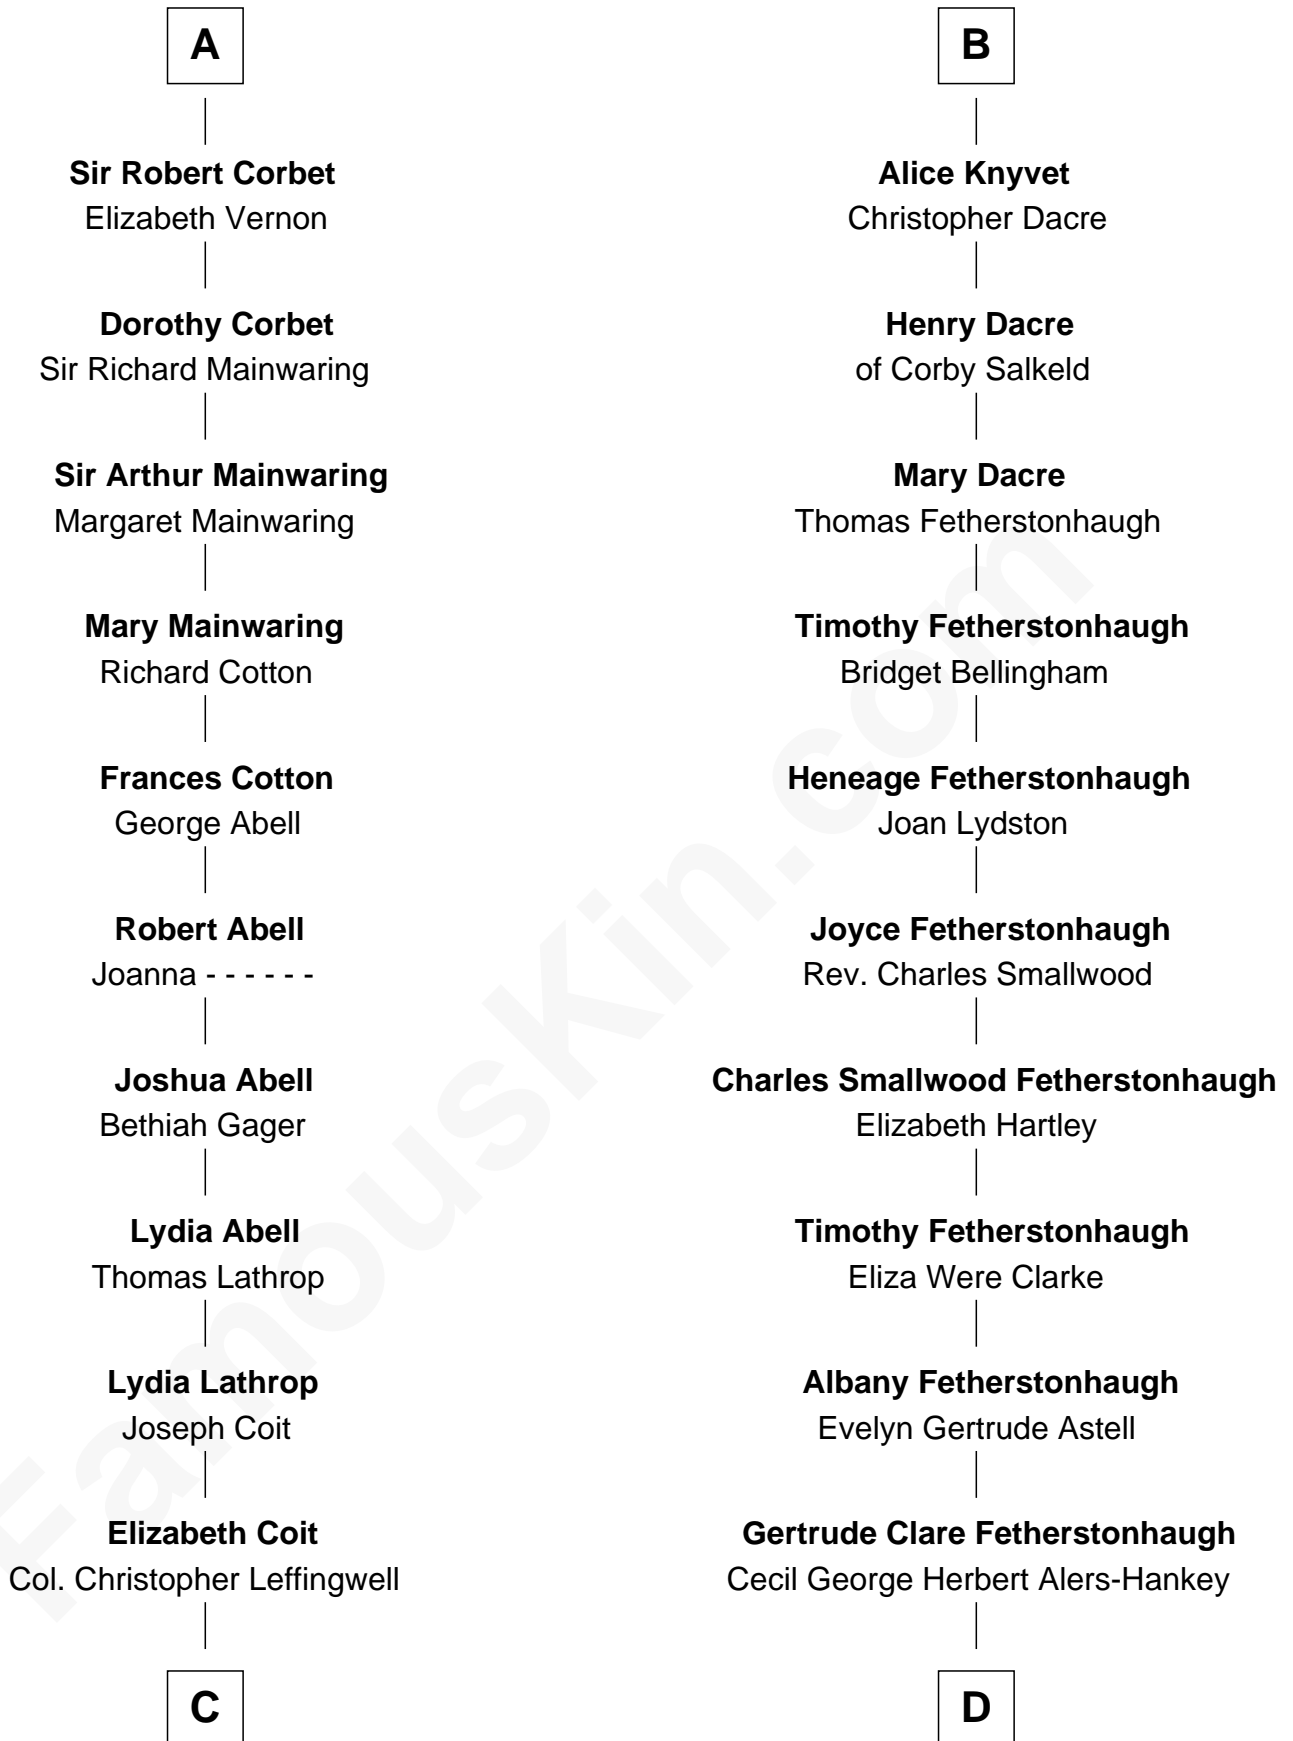 A
Sir Robert Corbet
Elizabeth Vernon
Dorothy Corbet
Sir Richard Mainwaring
Sir Arthur Mainwaring
Margaret Mainwaring
Mary Mainwaring
Richard Cotton
Frances Cotton
George Abell
Robert Abell
Joanna - - - - - -
Joshua Abell
Bethiah Gager
Lydia Abell
Thomas Lathrop
Lydia Lathrop
Joseph Coit
Elizabeth Coit
Col. Christopher Leffingwell
C
B
Alice Knyvet
Christopher Dacre
Henry Dacre
of Corby Salkeld
Mary Dacre
Thomas Fetherstonhaugh
Timothy Fetherstonhaugh
Bridget Bellingham
Heneage Fetherstonhaugh
Joan Lydston
Joyce Fetherstonhaugh
Rev. Charles Smallwood
Charles Smallwood Fetherstonhaugh
Elizabeth Hartley
Timothy Fetherstonhaugh
Eliza Were Clarke
Albany Fetherstonhaugh
Evelyn Gertrude Astell
Gertrude Clare Fetherstonhaugh
Cecil George Herbert Alers-Hankey
D
FamousKin.com